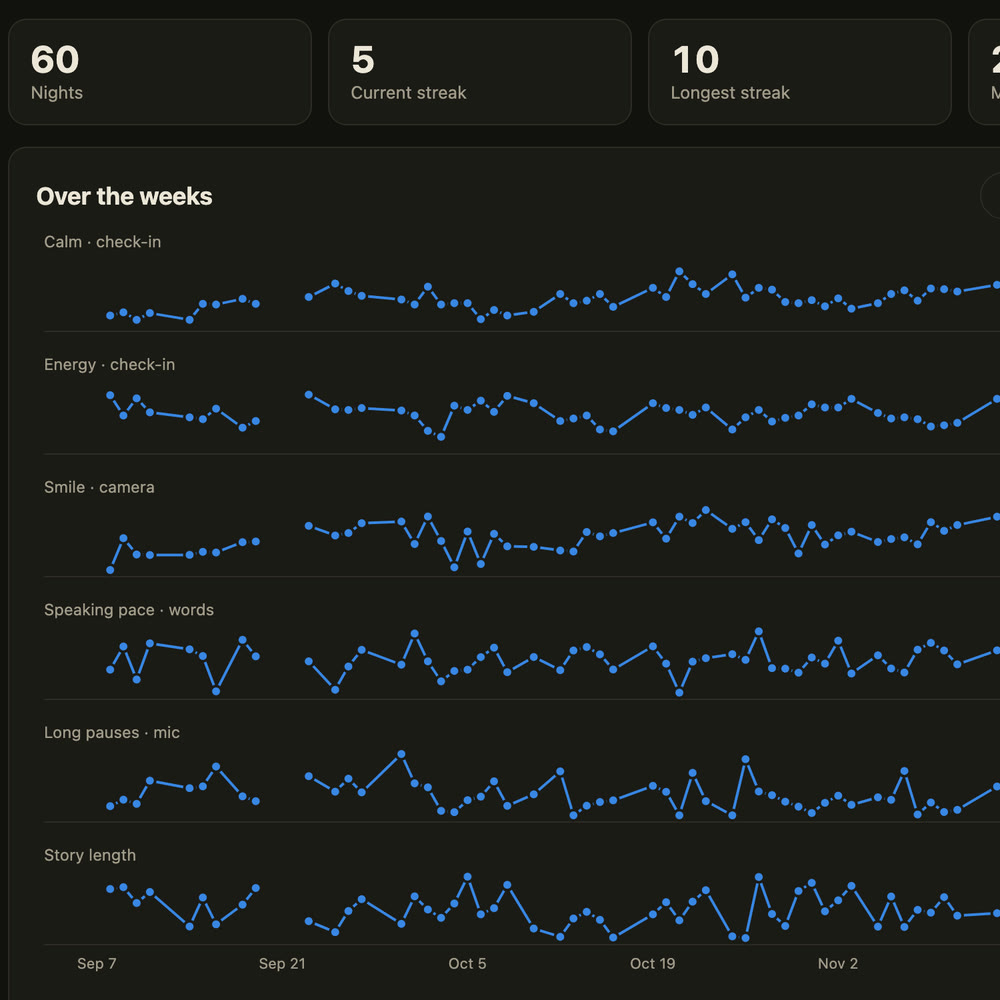 60
Nights
5
Current streak
10
Longest streak
Over the weeks
Calm · check-in
Energy · check-in
Smile · camera
Speaking pace · words
Long pauses · mic
Story length
Sep 7
Sep 21
Oct 5
Oct 19
Nov 2